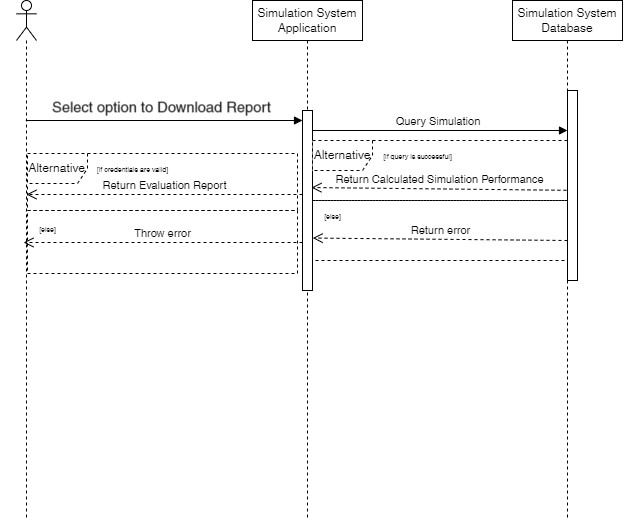 Simulation System
Application
Simulation System
Database
Select option to Download Report
Query Simulation
Alternative
[if credentials are valid]
Return Evaluation Report
Alternative
[if query is successful]
Return Calculated Simulation Performance
[else]
Throw error
[else]
Return error